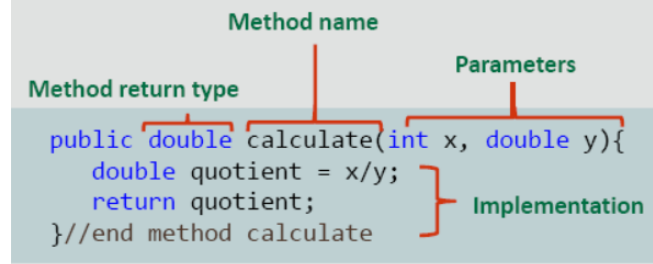 Method name
Parameters
Method return type
public double calculate(int x, double y){
double quotient = x/y;
return quotient;
Implementation
}//end method calculate